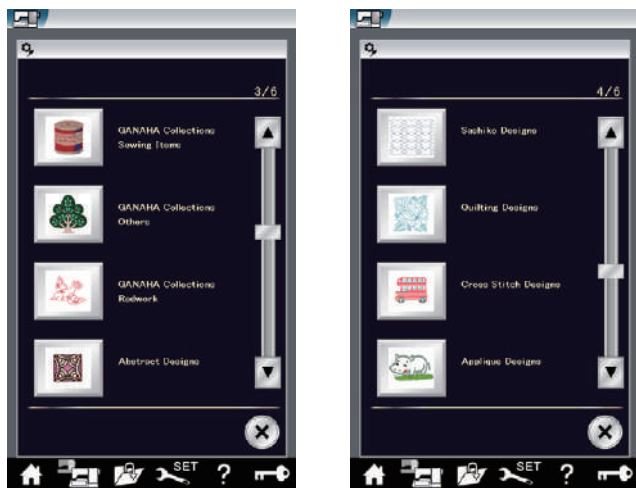 3/6
GANAHA Collections
Sewing Items
GANAHA Collections
Others
GANAHA Collections
Redwork
Abstract Designs
SET
?
4/6
Sashiko Designs
Quilting Designs
Cross Stitch Designs
Applique Designs
SET
?